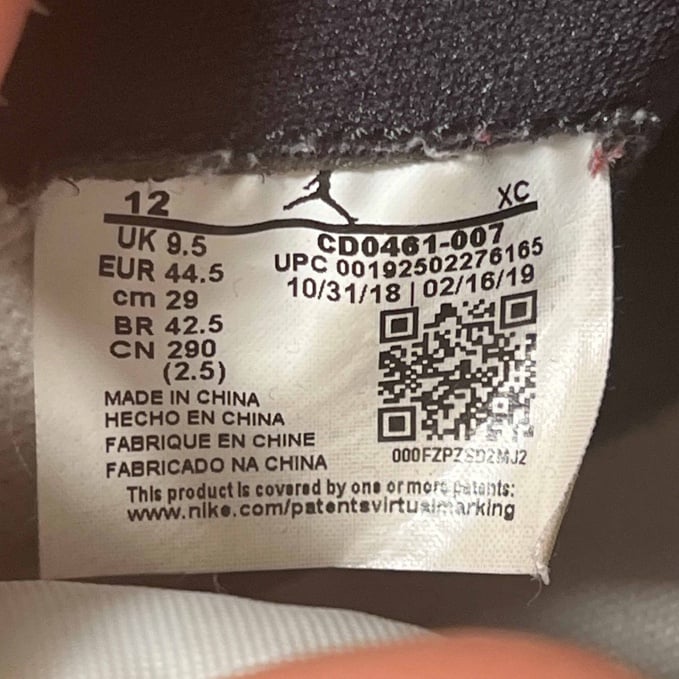 12
XC
UK 9.5
EUR 44.5
cm 29
BR 42.5
CN 290
(2.5)
CD0461-007
UPC 00192502276165
10/31/18 | 02/16/19
000FZPZSD2MJ2
MADE IN CHINA
HECHO EN CHINA
FABRIQUE EN CHINE
FABRICADO NA CHINA
This product is covered by one or more patents:
www.nike.com/patentsvirtualmarking